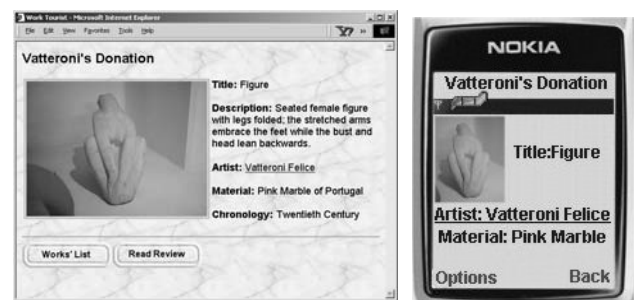 Work Tourist - Microsoft Internet Explorer
File Edit View Favorites Tools Help
Vatteroni's Donation
Title: Figure
Description: Seated female figure
with legs folded; the stretched arms
embrace the feet while the bust and
head lean backwards.
Artist: Vatteroni Felice
Material: Pink Marble of Portugal
Chronology: Twentieth Century
Works' List
Read Review
NOKIA
Vatteroni's Donation
Title:Figure
Artist: Vatteroni Felice
Material: Pink Marble
Options Back